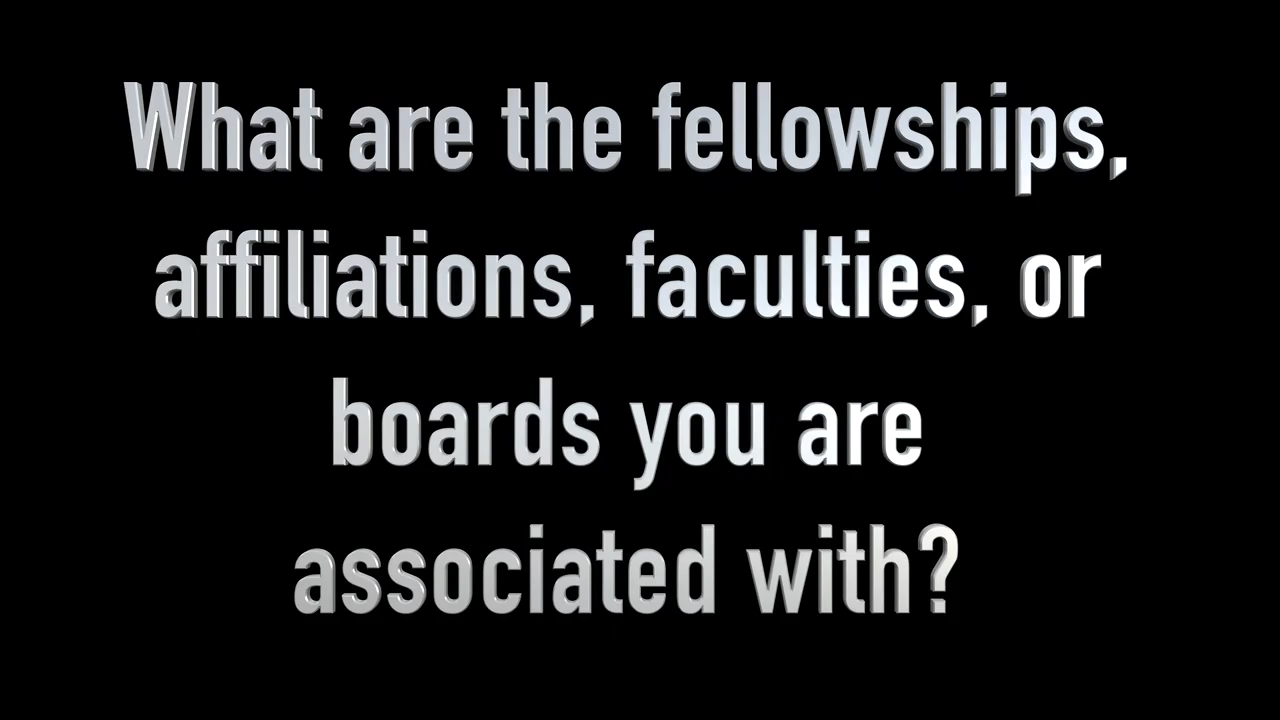 What are the fellowships,
affiliations, faculties, or
boards you are
associated with?